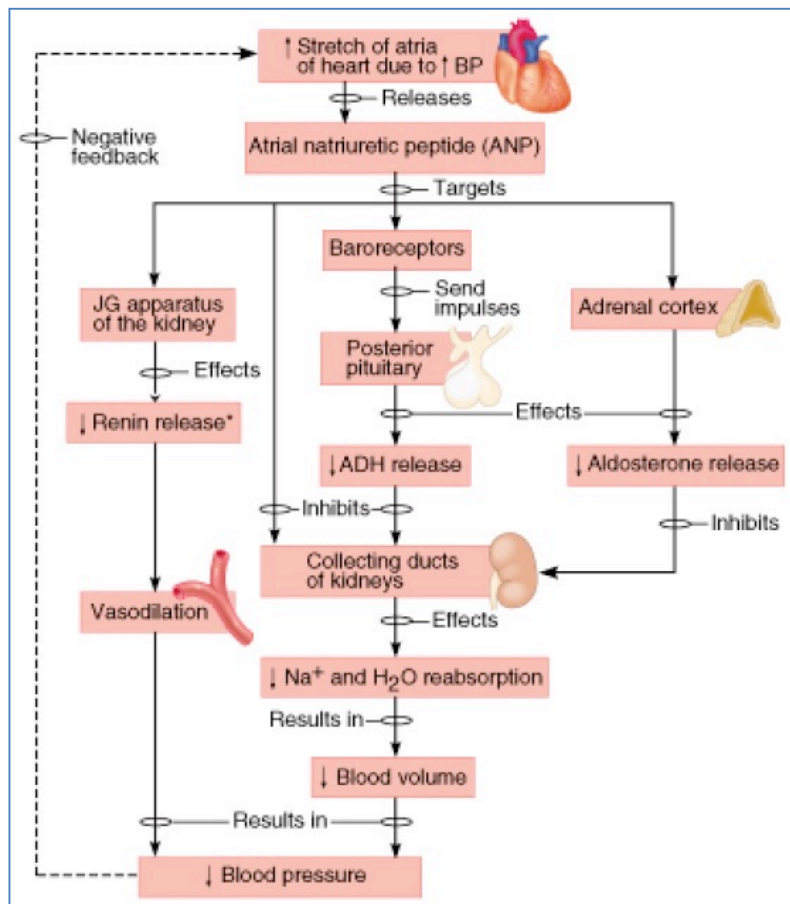 ↑ Stretch of atria
of heart due to ↑ BP
Releases
Negative
feedback
Atrial natriuretic peptide (ANP)
Targets
Baroreceptors
JG apparatus
of the kidney
Send
impulses
Adrenal cortex
Posterior
pituitary
Effects
Effects
↓ Renin release*
↓ ADH release
↓ Aldosterone release
Inhibits
Inhibits
Collecting ducts
of kidneys
Vasodilation
Effects
↓ Na⁺ and H₂O reabsorption
Results in
↓ Blood volume
Results in
↓ Blood pressure